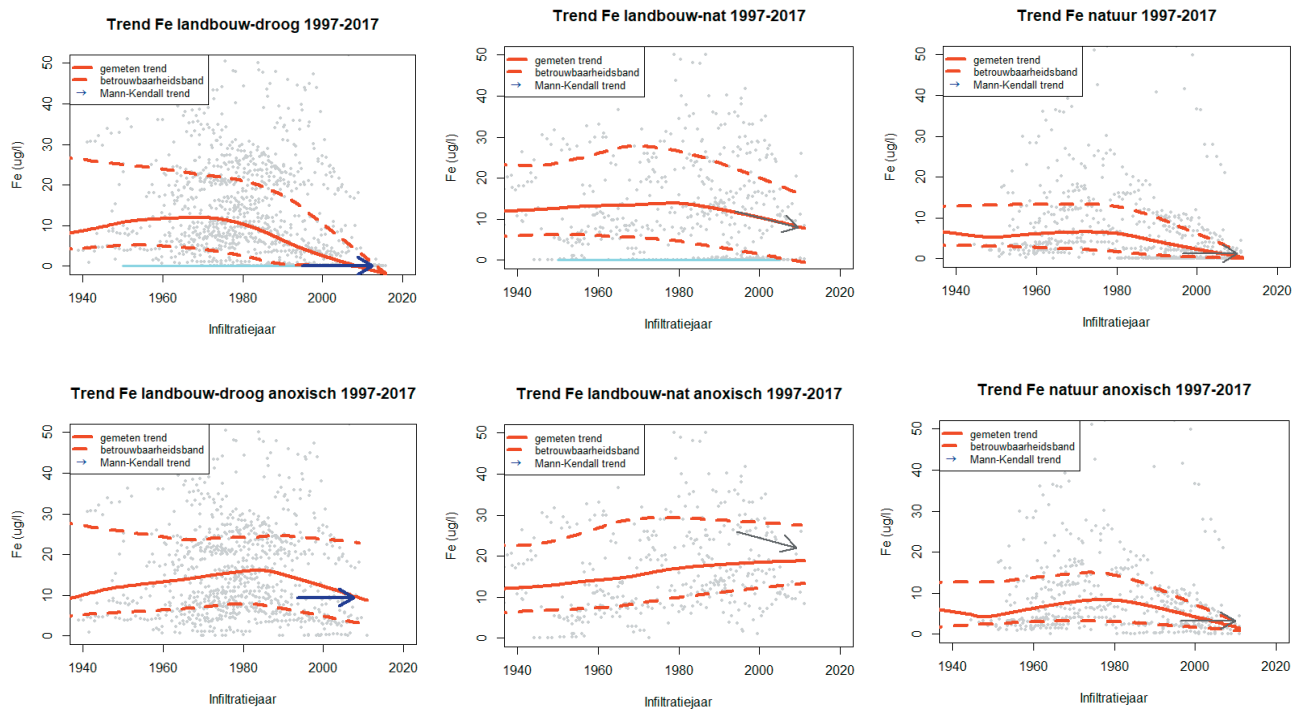 Trend Fe landbouw-droog 1997-2017
gemeten trend
betrouwbaarheidsband
Mann-Kendall trend
Fe (ug/l)
0 10 20 30 40 50
1940 1960 1980 2000 2020
Infiltratiejaar
Trend Fe landbouw-nat 1997-2017
gemeten trend
betrouwbaarheidsband
Mann-Kendall trend
Fe (ug/l)
0 10 20 30 40 50
1940 1960 1980 2000 2020
Infiltratiejaar
Trend Fe natuur 1997-2017
gemeten trend
betrouwbaarheidsband
Mann-Kendall trend
Fe (ug/l)
0 10 20 30 40 50
1940 1960 1980 2000 2020
Infiltratiejaar
Trend Fe landbouw-droog anoxisch 1997-2017
gemeten trend
betrouwbaarheidsband
Mann-Kendall trend
Fe (ug/l)
0 10 20 30 40 50
1940 1960 1980 2000 2020
Infiltratiejaar
Trend Fe landbouw-nat anoxisch 1997-2017
gemeten trend
betrouwbaarheidsband
Mann-Kendall trend
Fe (ug/l)
0 10 20 30 40 50
1940 1960 1980 2000 2020
Infiltratiejaar
Trend Fe natuur anoxisch 1997-2017
gemeten trend
betrouwbaarheidsband
Mann-Kendall trend
Fe (ug/l)
0 10 20 30 40 50
1940 1960 1980 2000 2020
Infiltratiejaar